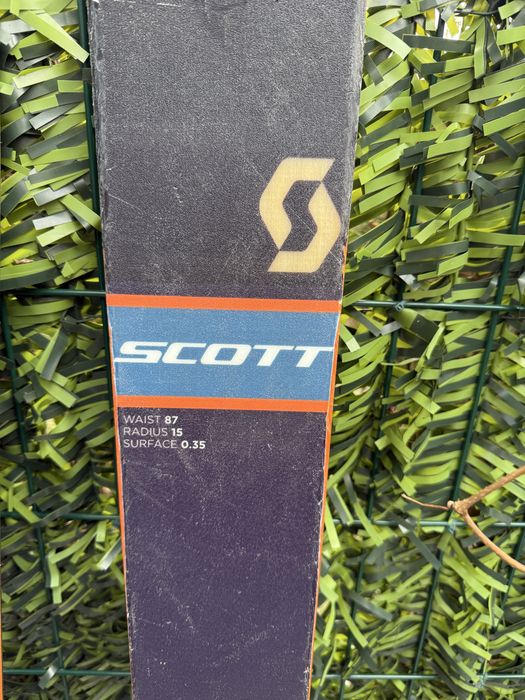 SCOTT
WAIST 87
RADIUS 15
SURFACE 0.35